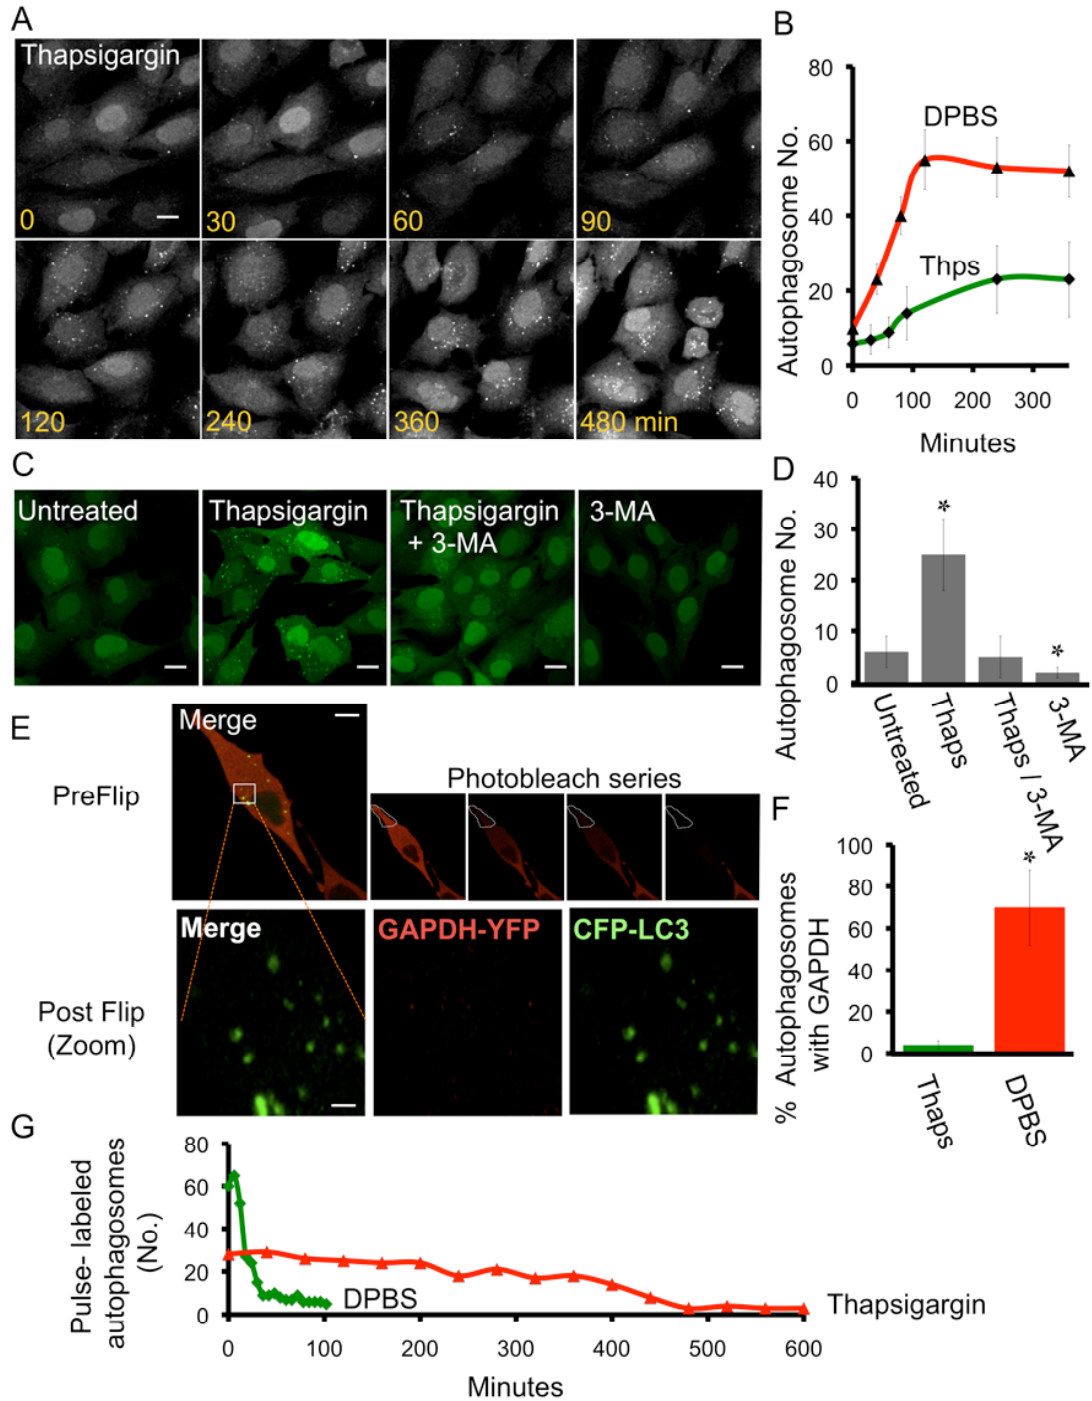 A
Thapsigargin
0
30
60
90
120
240
360
480 min
B
Autophagosome No.
80
60
40
20
0
DPBS
Thps
0 100 200 300
Minutes
C
Untreated
Thapsigargin
Thapsigargin
+ 3-MA
3-MA
D
Autophagosome No.
40
30
20
10
0
*
*
Untreated
Thaps
Thaps / 3-MA
3-MA
E
PreFlip
Merge
Photobleach series
Post Flip
(Zoom)
Merge
GAPDH-YFP
CFP-LC3
F
% Autophagosomes
with GAPDH
100
80
60
40
20
0
*
Thaps
DPBS
G
Pulse- labeled
autophagosomes
(No.)
80
60
40
20
0
DPBS
Thapsigargin
0 100 200 300 400 500 600
Minutes